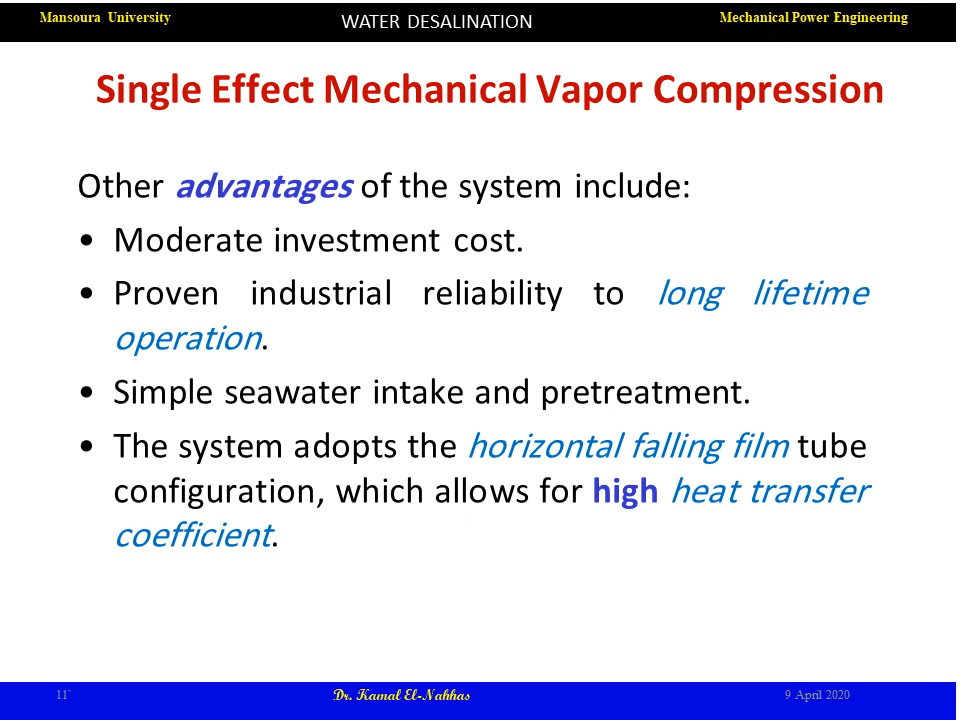 Mansoura University
WATER DESALINATION
Mechanical Power Engineering
Single Effect Mechanical Vapor Compression
Other advantages of the system include:
• Moderate investment cost.
• Proven industrial reliability to long lifetime
operation.
• Simple seawater intake and pretreatment.
• The system adopts the horizontal falling film tube
configuration, which allows for high heat transfer
coefficient.
11`
Dr. Kamal El-Nahhas
9 April 2020